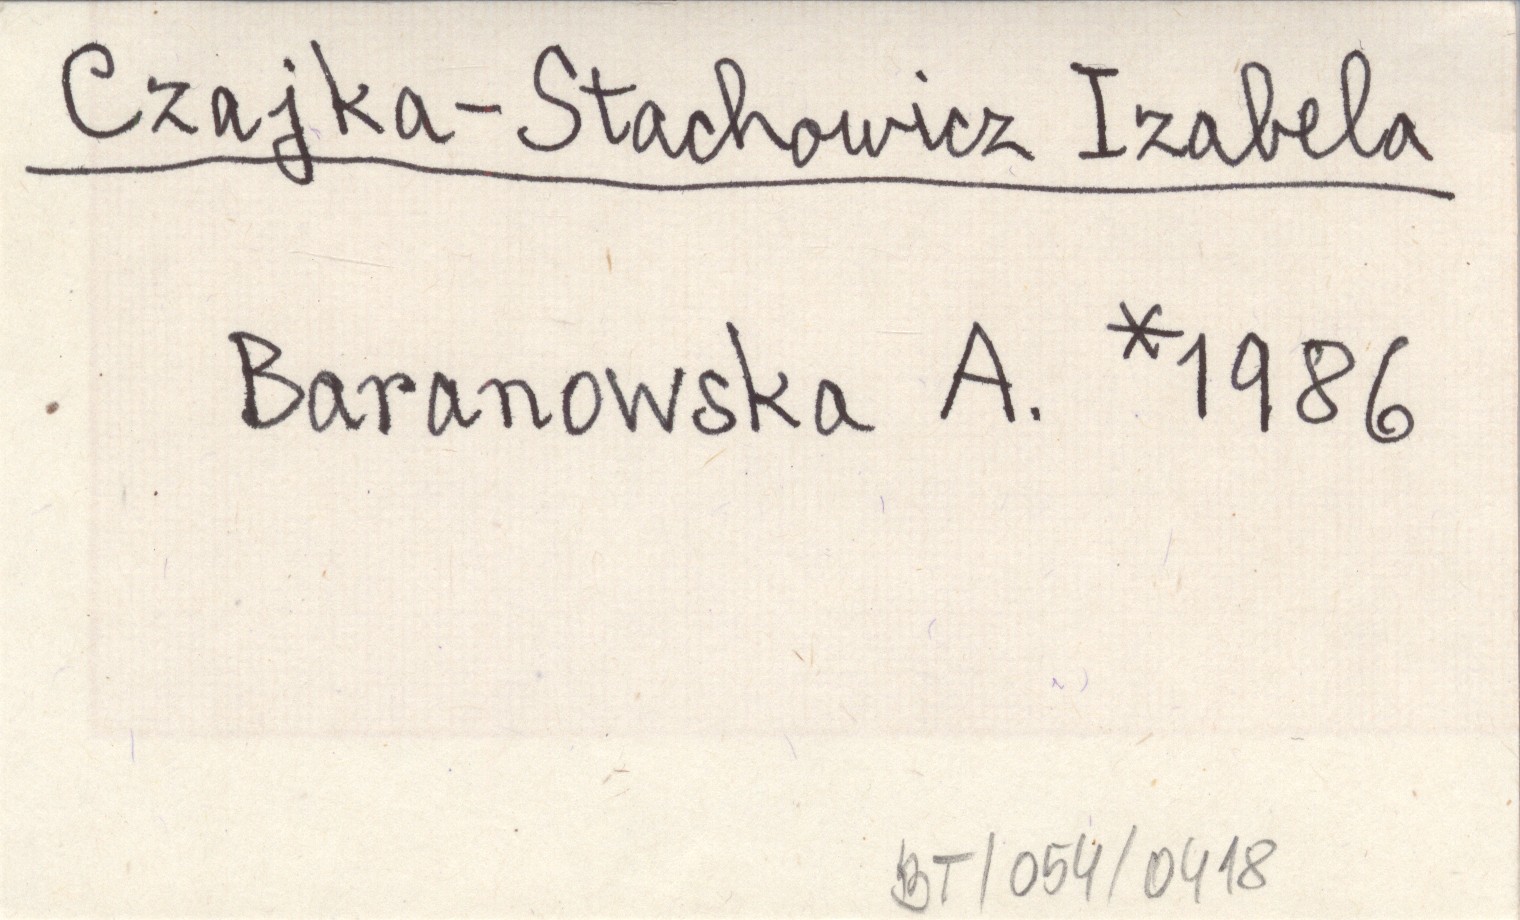 Czajka-Stachowicz Izabela
Baranowska A. *1986
BT/054/0418